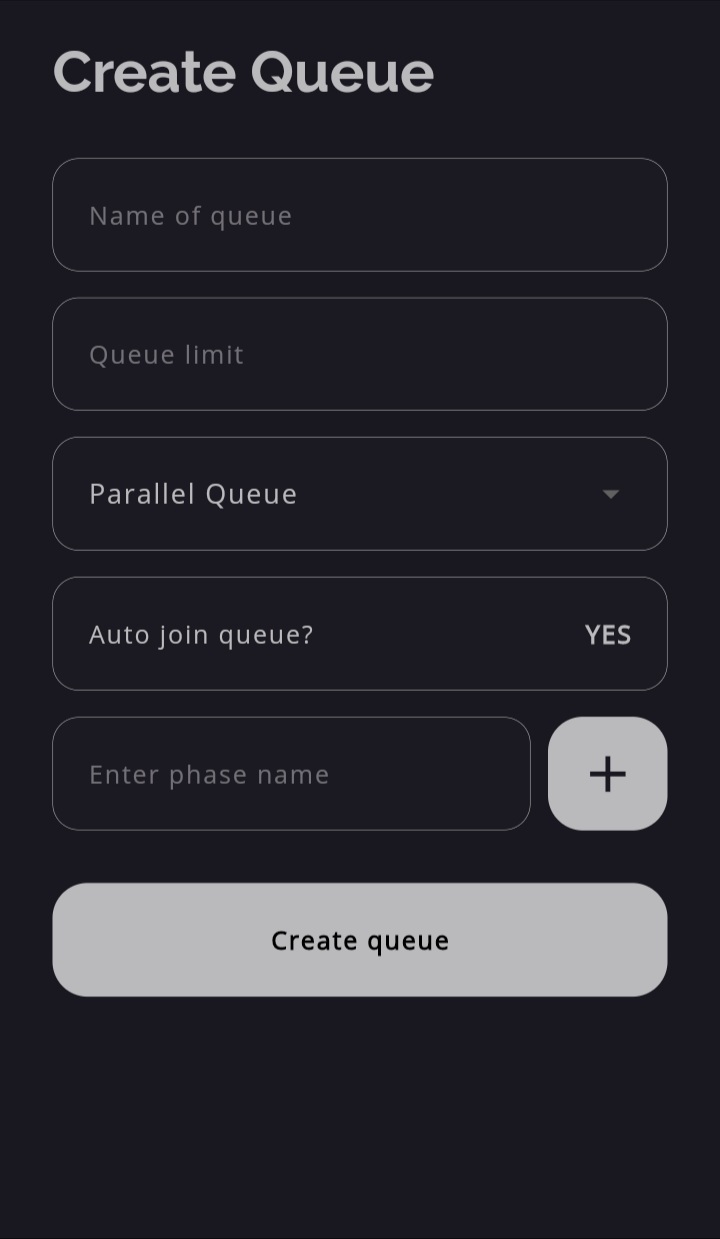 Create Queue
Name of queue
Queue limit
Parallel Queue
Auto join queue? YES
Enter phase name
Create queue